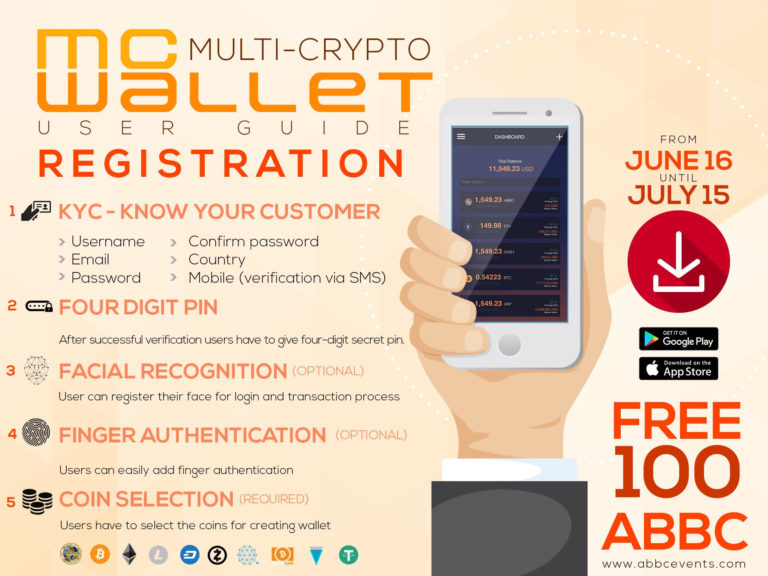 mc MULTI-CRYPTO
wallet
USER GUIDE
REGISTRATION
1 KYC - KNOW YOUR CUSTOMER
> Username
> Email
> Password
> Confirm password
> Country
> Mobile (verification via SMS)
2 FOUR DIGIT PIN
After successful verification users have to give four-digit secret pin.
3 FACIAL RECOGNITION (OPTIONAL)
User can register their face for login and transaction process
4 FINGER AUTHENTICATION (OPTIONAL)
Users can easily add finger authentication
5 COIN SELECTION (REQUIRED)
Users have to select the coins for creating wallet
DASHBOARD +
Total Balance
11,549.23 USD
1,549.23 ABBC
149.98 ETH
1,549.23 DASH
0.54223 BTC
1,549.23 XRP
FROM
JUNE 16
UNTIL
JULY 15
GET IT ON
Google Play
Download on the
App Store
FREE
100
ABBC
www.abbcevents.com